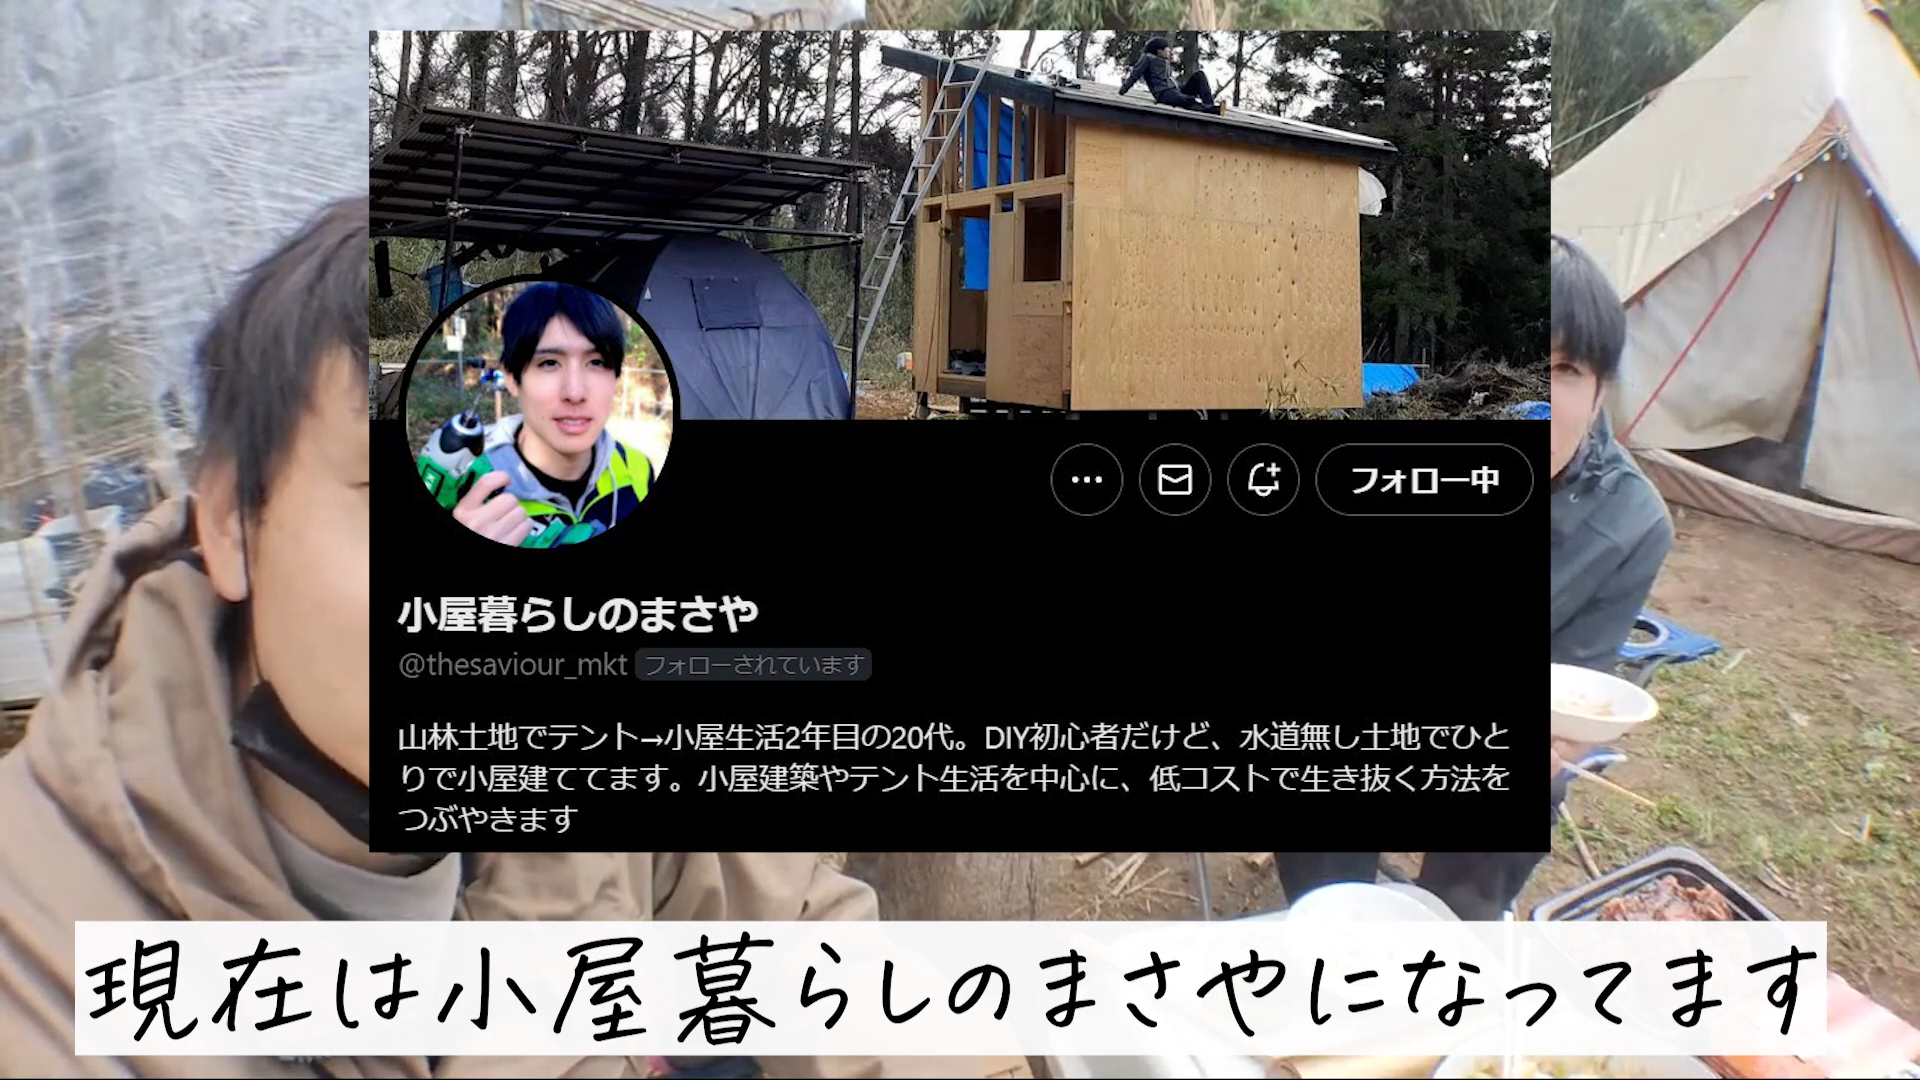 フォロー中
小屋暮らしのまさや
@thesaviour_mkt フォローされています
山林土地でテント→小屋生活2年目の20代。DIY初心者だけど、水道無し土地でひと
りで小屋建ててます。小屋建築やテント生活を中心に、低コストで生き抜く方法を
つぶやきます
現在は小屋暮らしのまさやになってます